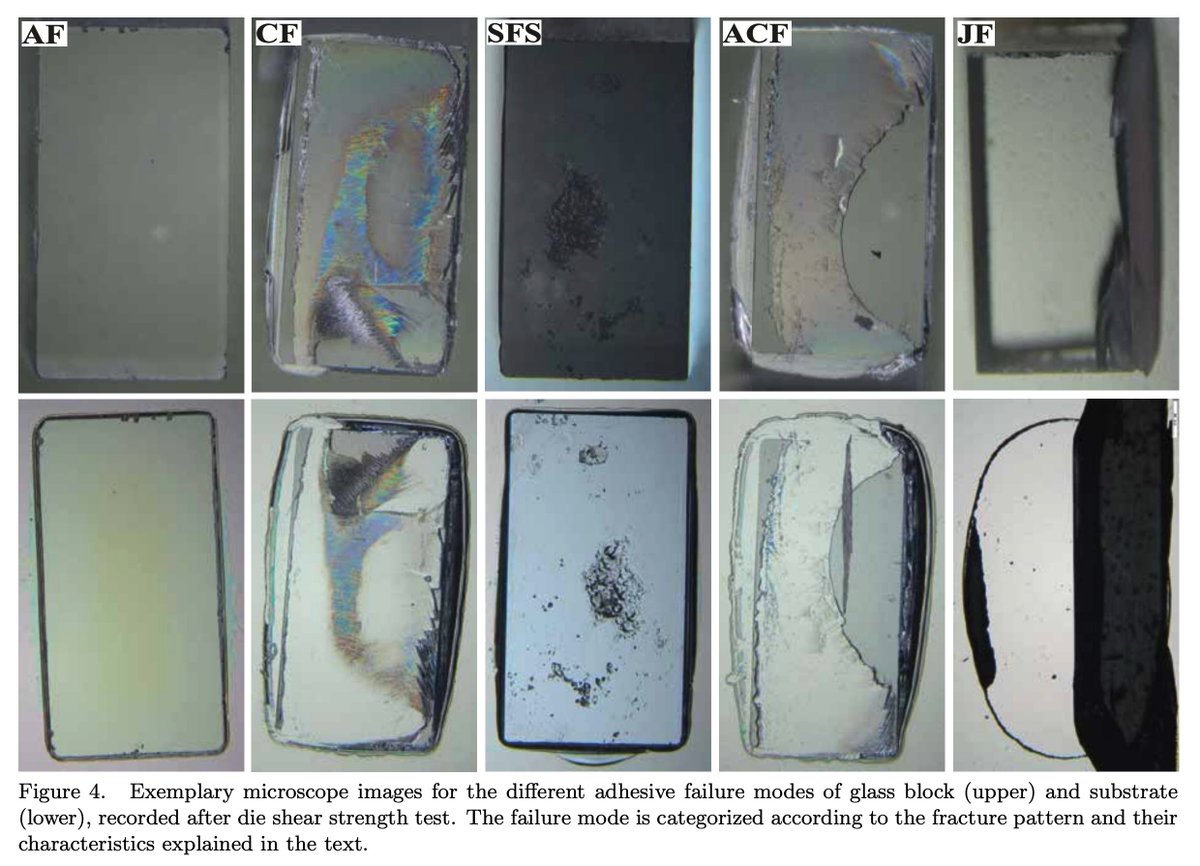 AF CF SFS ACF JF
Figure 4. Exemplary microscope images for the different adhesive failure modes of glass block (upper) and substrate
(lower), recorded after die shear strength test. The failure mode is categorized according to the fracture pattern and their
characteristics explained in the text.